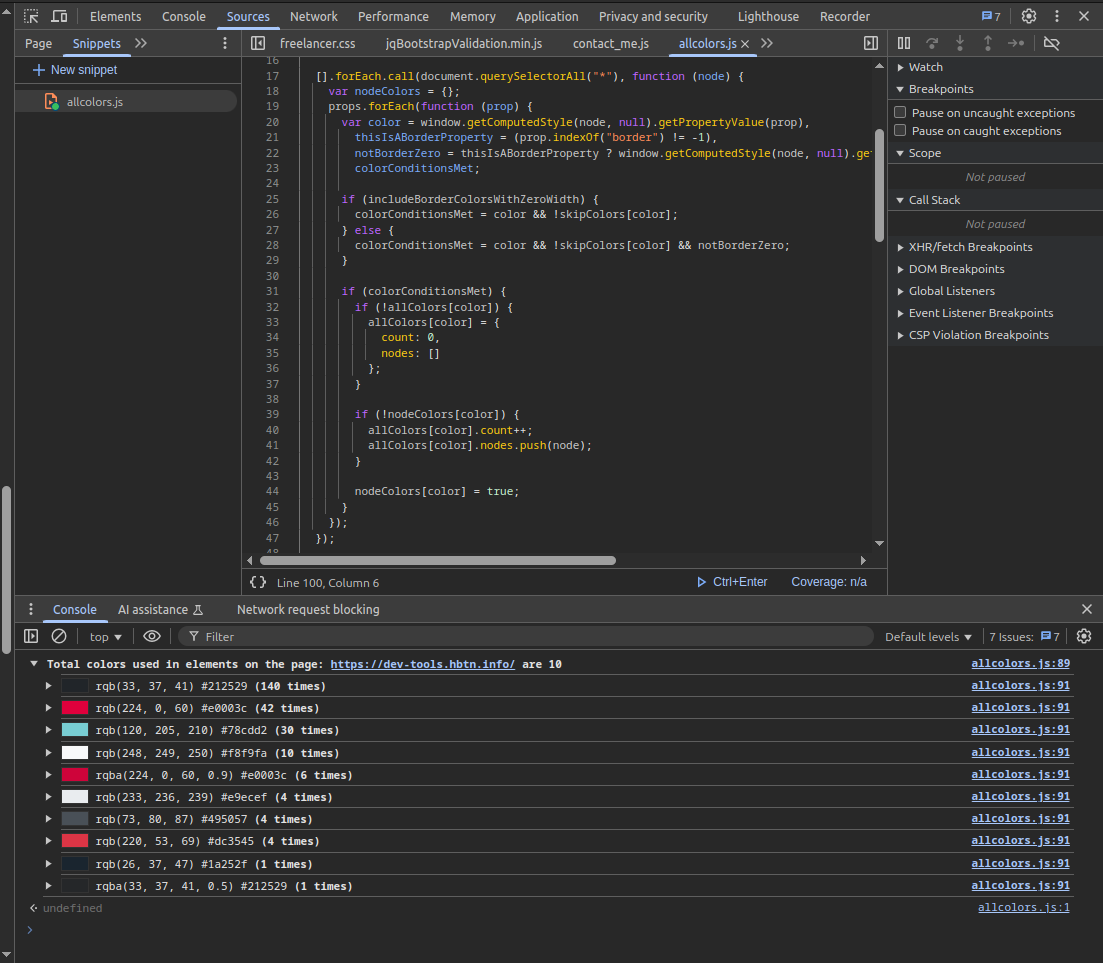 Elements Console Sources Network Performance Memory Application Privacy and security Lighthouse Recorder 7
Page Snippets
New snippet
allcolors.js
freelancer.css jqBootstrapValidation.min.js contact_me.js allcolors.js
16
17 [].forEach.call(document.querySelectorAll("*"), function (node) {
18 var nodeColors = {};
19 props.forEach(function (prop) {
20 var color = window.getComputedStyle(node, null).getPropertyValue(prop),
21 thisIsABorderProperty = (prop.indexOf("border") != -1),
22 notBorderZero = thisIsABorderProperty ? window.getComputedStyle(node, null).get
23 colorConditionsMet;
24
25 if (includeBorderColorsWithZeroWidth) {
26 colorConditionsMet = color && !skipColors[color];
27 } else {
28 colorConditionsMet = color && !skipColors[color] && notBorderZero;
29 }
30
31 if (colorConditionsMet) {
32 if (!allColors[color]) {
33 allColors[color] = {
34 count: 0,
35 nodes: []
36 };
37 }
38
39 if (!nodeColors[color]) {
40 allColors[color].count++;
41 allColors[color].nodes.push(node);
42 }
43
44 nodeColors[color] = true;
45 }
46 });
47 });
48
{} Line 100, Column 6 Ctrl+Enter Coverage: n/a
Watch
Breakpoints
Pause on uncaught exceptions
Pause on caught exceptions
Scope
Not paused
Call Stack
Not paused
XHR/fetch Breakpoints
DOM Breakpoints
Global Listeners
Event Listener Breakpoints
CSP Violation Breakpoints
Console AI assistance Network request blocking
top Filter Default levels 7 Issues: 7
Total colors used in elements on the page: https://dev-tools.hbtn.info/ are 10 allcolors.js:89
rgb(33, 37, 41) #212529 (140 times) allcolors.js:91
rgb(224, 0, 60) #e0003c (42 times) allcolors.js:91
rgb(120, 205, 210) #78cdd2 (30 times) allcolors.js:91
rgb(248, 249, 250) #f8f9fa (10 times) allcolors.js:91
rgba(224, 0, 60, 0.9) #e0003c (6 times) allcolors.js:91
rgb(233, 236, 239) #e9ecef (4 times) allcolors.js:91
rgb(73, 80, 87) #495057 (4 times) allcolors.js:91
rgb(220, 53, 69) #dc3545 (4 times) allcolors.js:91
rgb(26, 37, 47) #1a252f (1 times) allcolors.js:91
rgba(33, 37, 41, 0.5) #212529 (1 times) allcolors.js:91
undefined allcolors.js:1